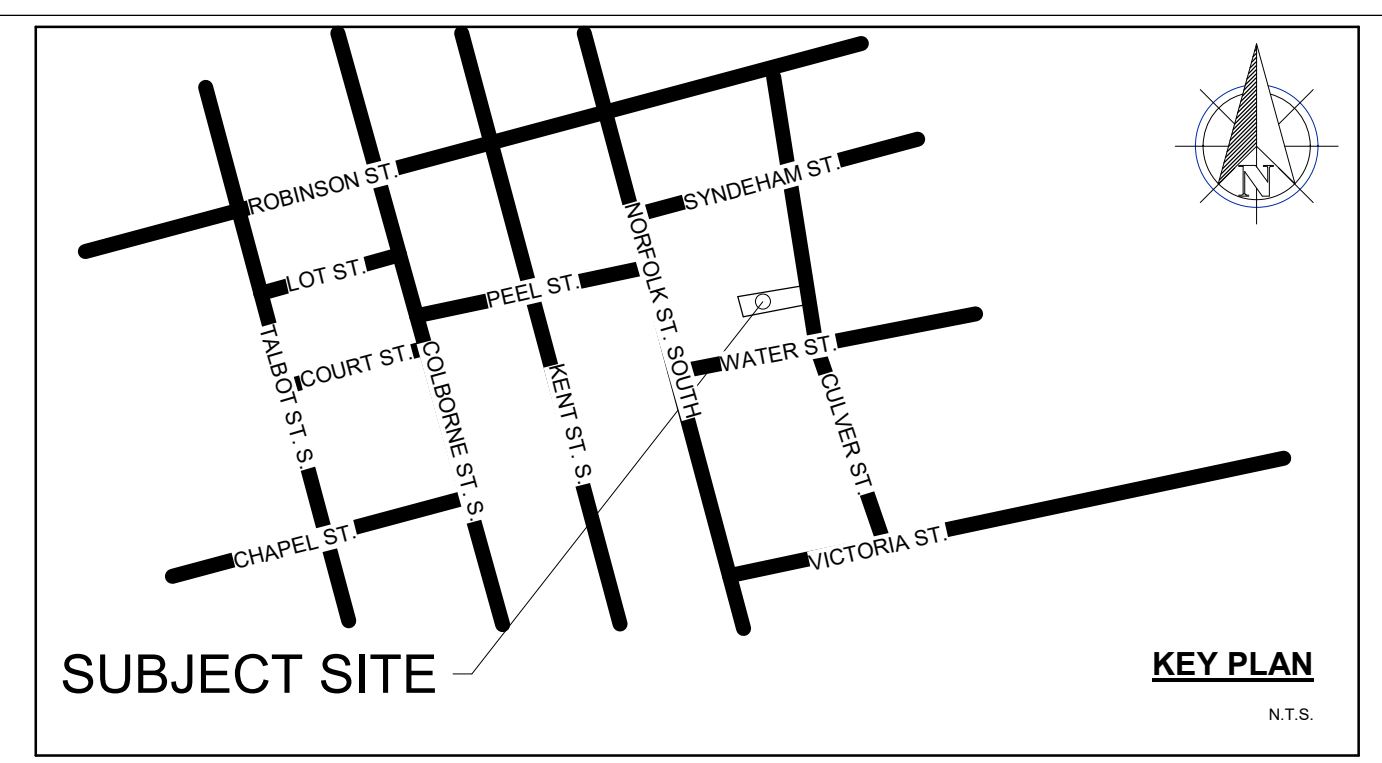 ROBINSON ST.
SYNDEHAM ST.
N
LOT ST.
PEEL ST.
NORFOLK ST. SOUTH
TALBOT ST. S.
COURT ST.
COLBORNE ST. S.
KENT ST. S.
WATER ST.
CULVER ST.
CHAPEL ST.
VICTORIA ST.
SUBJECT SITE
KEY PLAN
N.T.S.